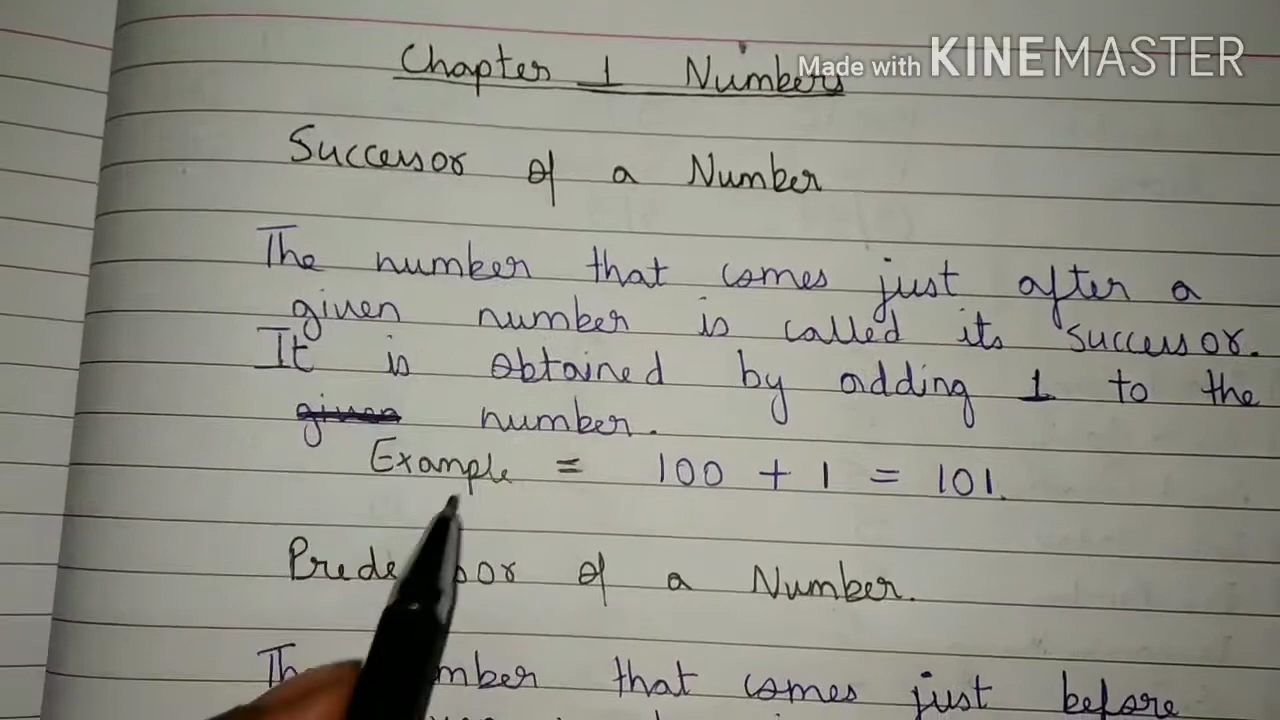 Chapter 1 Numbers
Made with KINEMASTER
Successor of a Number
The number that comes just after a
given number is called its successor.
It is obtained by adding 1 to the
given number.
Example = 100 + 1 = 101.
of a Number.
that comes just before